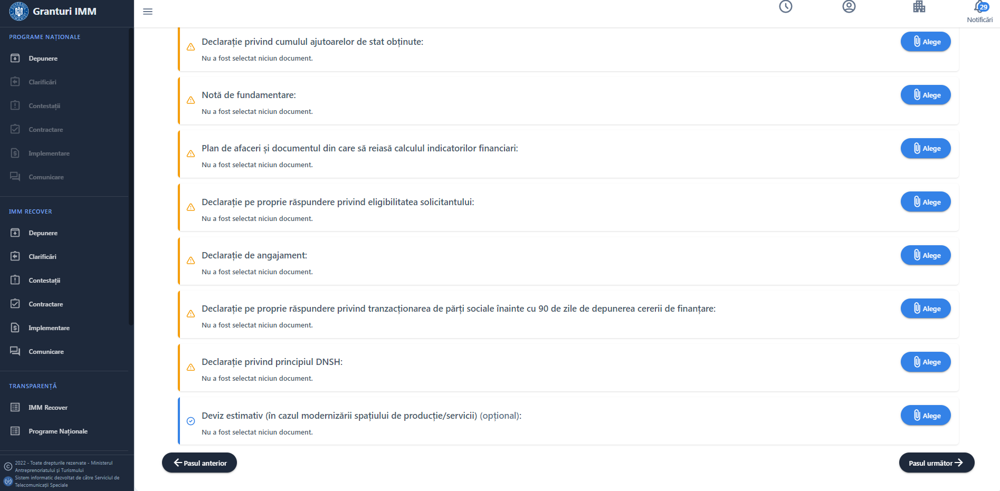 Granturi IMM
29
Notificări
PROGRAME NAȚIONALE
Depunere
Clarificări
Contestații
Contractare
Implementare
Comunicare
IMM RECOVER
Depunere
Clarificări
Contestații
Contractare
Implementare
Comunicare
TRANSPARENȚĂ
IMM Recover
Programe Naționale
2022 - Toate drepturile rezervate - Ministerul
Antreprenoriatului și Turismului
Sistem informatic dezvoltat de către Serviciul de
Telecomunicații Speciale
Declarație privind cumulul ajutoarelor de stat obținute:
Nu a fost selectat niciun document.
Alege
Notă de fundamentare:
Nu a fost selectat niciun document.
Alege
Plan de afaceri și documentul din care să reiasă calculul indicatorilor financiari:
Nu a fost selectat niciun document.
Alege
Declarație pe proprie răspundere privind eligibilitatea solicitantului:
Nu a fost selectat niciun document.
Alege
Declarație de angajament:
Nu a fost selectat niciun document.
Alege
Declarație pe proprie răspundere privind tranzacționarea de părți sociale înainte cu 90 de zile de depunerea cererii de finanțare:
Nu a fost selectat niciun document.
Alege
Declarație privind principiul DNSH:
Nu a fost selectat niciun document.
Alege
Deviz estimativ (în cazul modernizării spațiului de producție/servicii) (opțional):
Nu a fost selectat niciun document.
Alege
Pasul anterior
Pasul următor